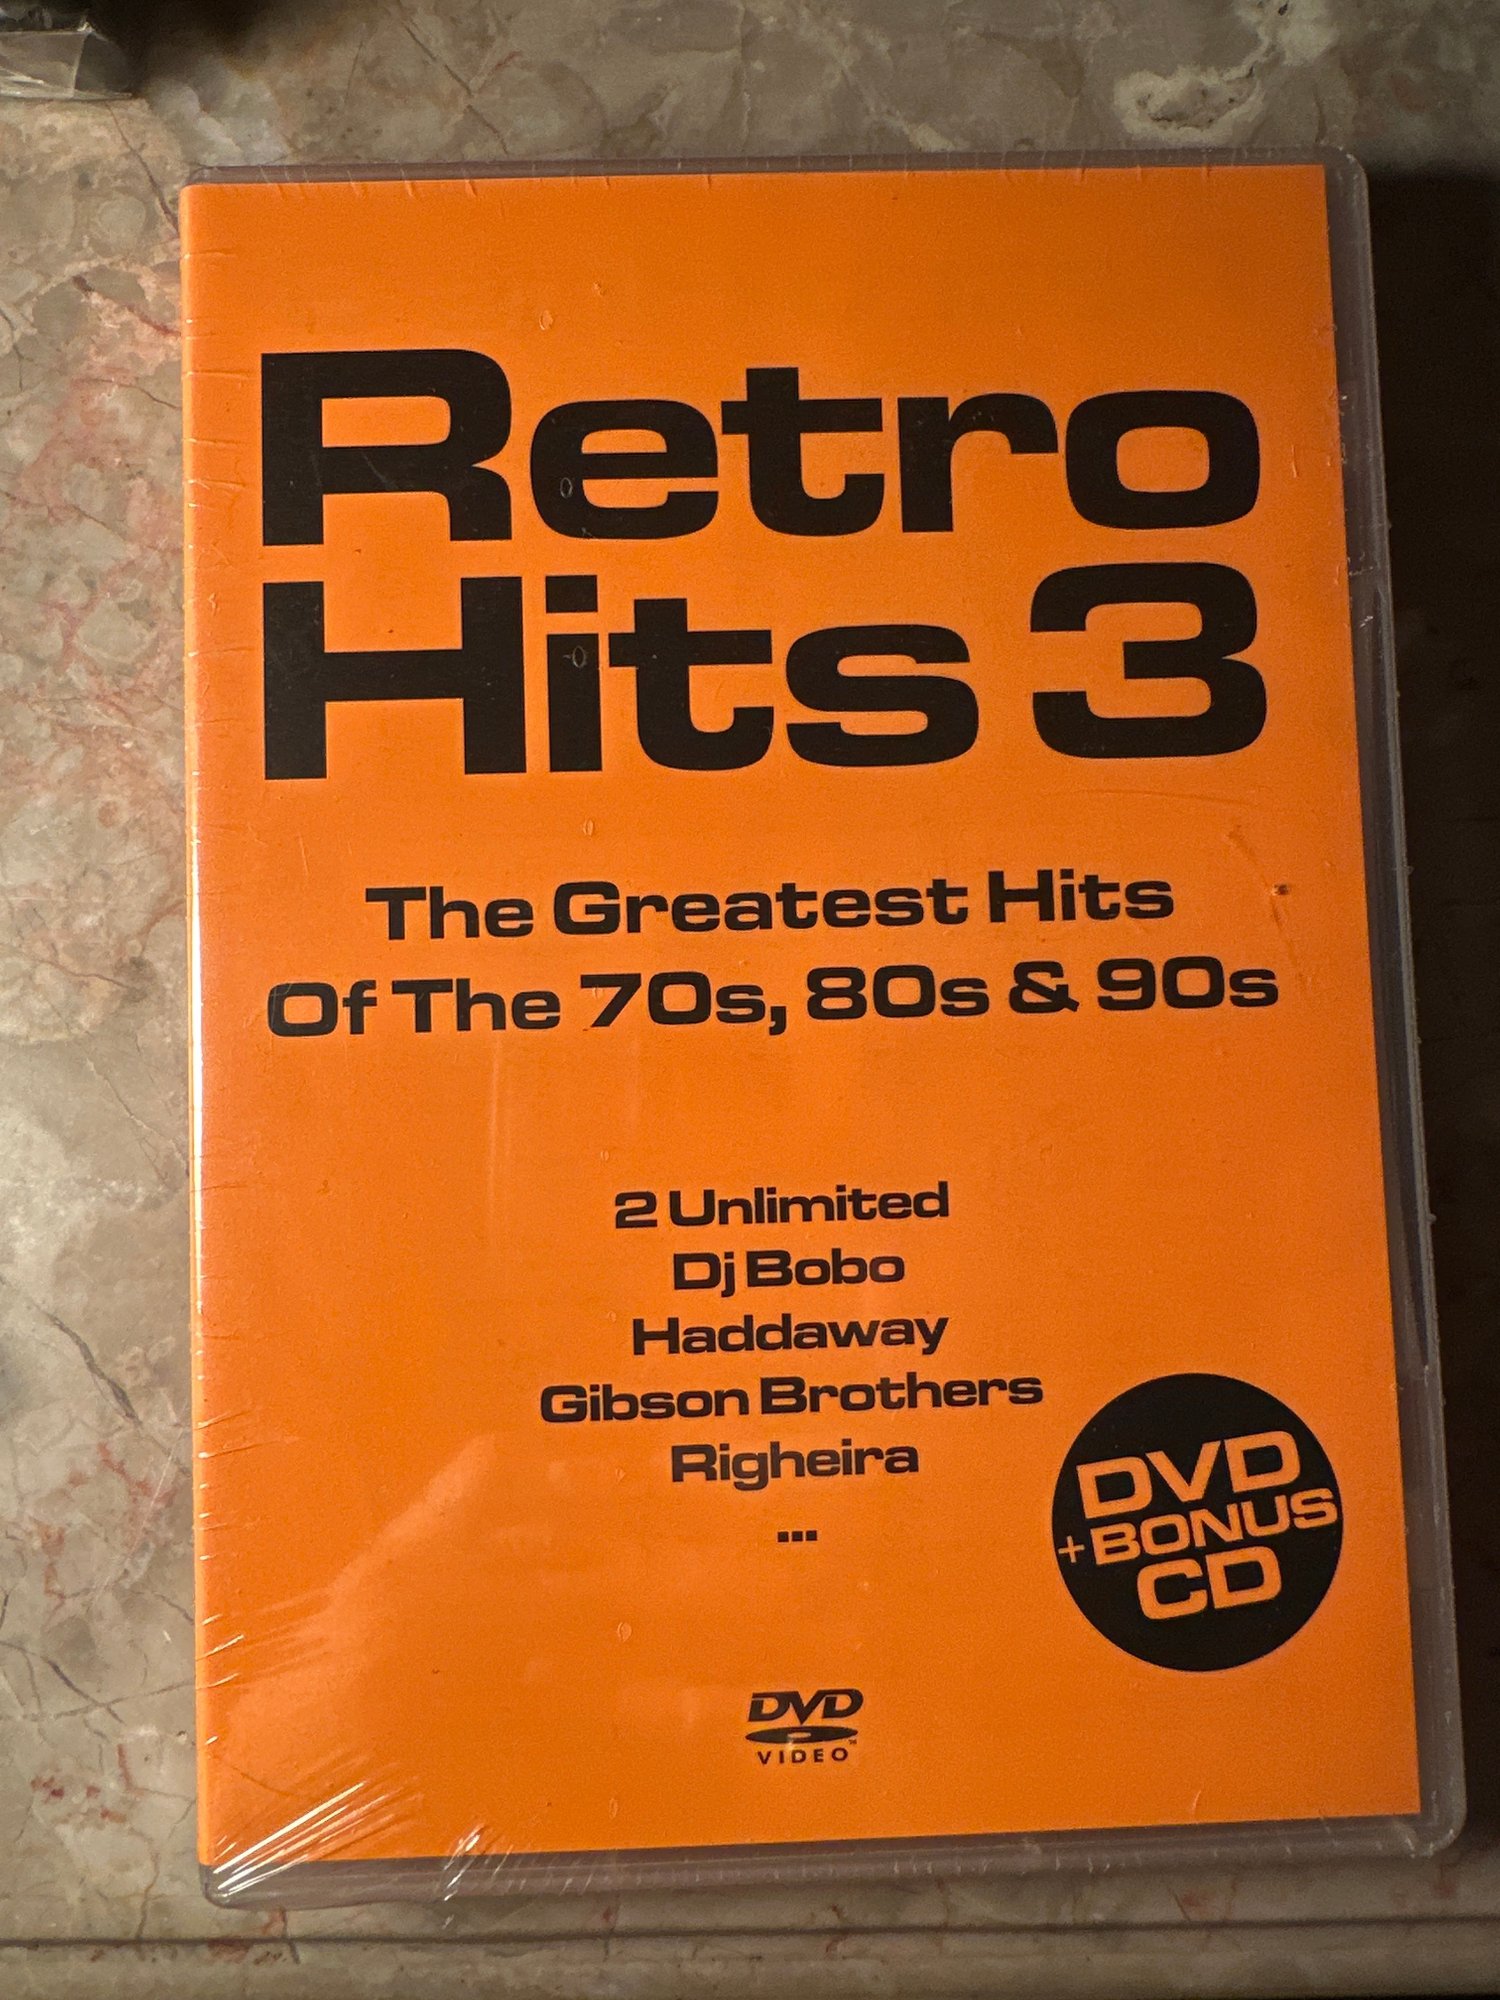 Retro
Hits 3
The Greatest Hits
Of The 70s, 80s & 90s
2 Unlimited
Dj Bobo
Haddaway
Gibson Brothers
Righeira
...
DVD
+BONUS
CD
DVD
VIDEO™